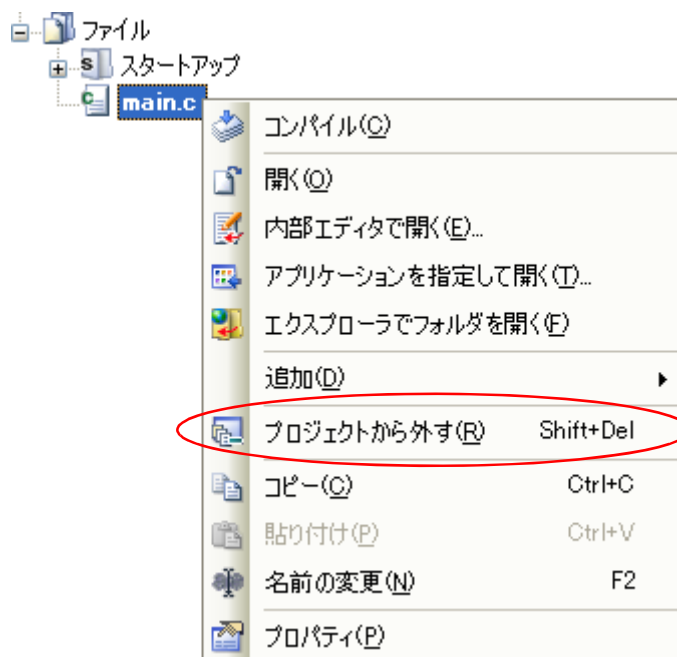 ファイル
スタートアップ
main.c
コンパイル(C)
開く(O)
内部エディタで開く(E)...
アプリケーションを指定して開く(T)...
エクスプローラでフォルダを開く(F)
追加(D)
プロジェクトから外す(R) Shift+Del
コピー(C) Ctrl+C
貼り付け(P) Ctrl+V
名前の変更(N) F2
プロパティ(P)